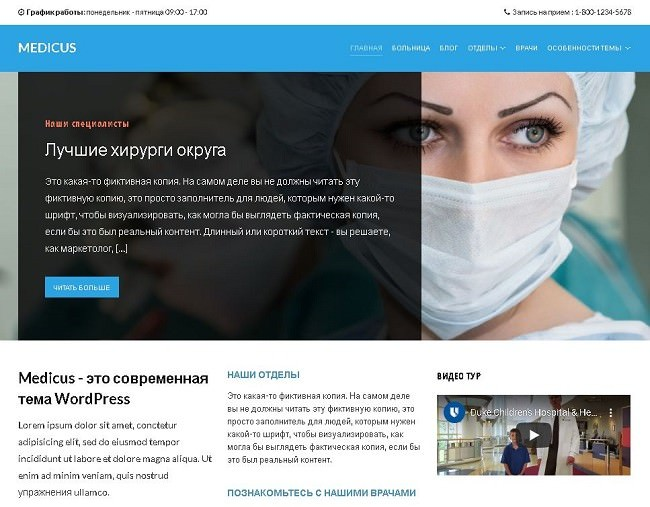 График работы: понедельник - пятница 09:00 - 17:00
Запись на прием : 1-800-1234-5678
MEDICUS
ГЛАВНАЯ БОЛЬНИЦА БЛОГ ОТДЕЛЫ ВРАЧИ ОСОБЕННОСТИ ТЕМЫ
Наши специалисты
Лучшие хирурги округа
Это какая-то фиктивная копия. На самом деле вы не должны читать эту
фиктивную копию, это просто заполнитель для людей, которым нужен какой-то
шрифт, чтобы визуализировать, как могла бы выглядеть фактическая копия,
если бы это был реальный контент. Длинный или короткий текст - вы решаете,
как маркетолог, [...]
ЧИТАТЬ БОЛЬШЕ
Medicus - это современная
тема WordPress
Lorem ipsum dolor sit amet, conctetur
adipisicing elit, sed do eiusmod tempor
incididunt ut labore et dolore magna aliqua. Ut
enim ad minim veniam, quis nostrud
упражнения ullamco.
НАШИ ОТДЕЛЫ
Это какая-то фиктивная копия. На самом деле
вы не должны читать эту фиктивную копию, это
просто заполнитель для людей, которым нужен
какой-то шрифт, чтобы визуализировать, как
могла бы выглядеть фактическая копия, если бы
это был реальный контент.
ПОЗНАКОМЬТЕСЬ С НАШИМИ ВРАЧАМИ
ВИДЕО ТУР
Duke Children's Hospital & He...